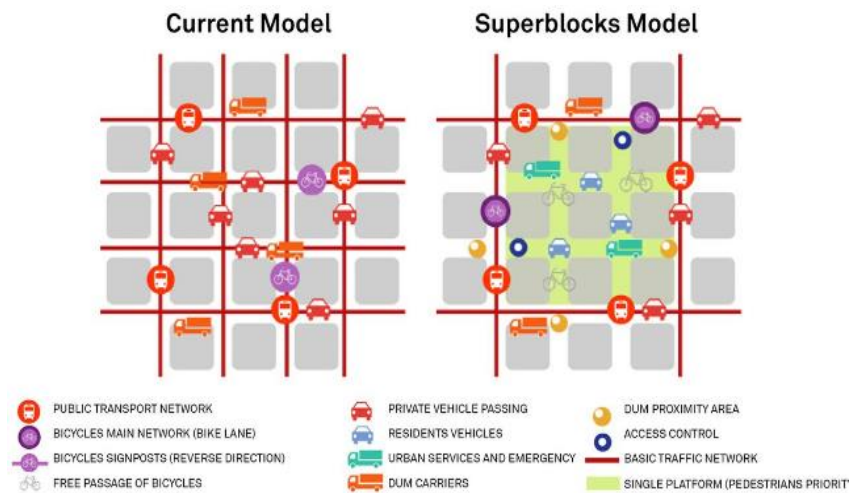 Current Model
Superblocks Model
PUBLIC TRANSPORT NETWORK
BICYCLES MAIN NETWORK (BIKE LANE)
BICYCLES SIGNPOSTS (REVERSE DIRECTION)
FREE PASSAGE OF BICYCLES
PRIVATE VEHICLE PASSING
RESIDENTS VEHICLES
URBAN SERVICES AND EMERGENCY
DUM CARRIERS
DUM PROXIMITY AREA
ACCESS CONTROL
BASIC TRAFFIC NETWORK
SINGLE PLATFORM (PEDESTRIANS PRIORIT